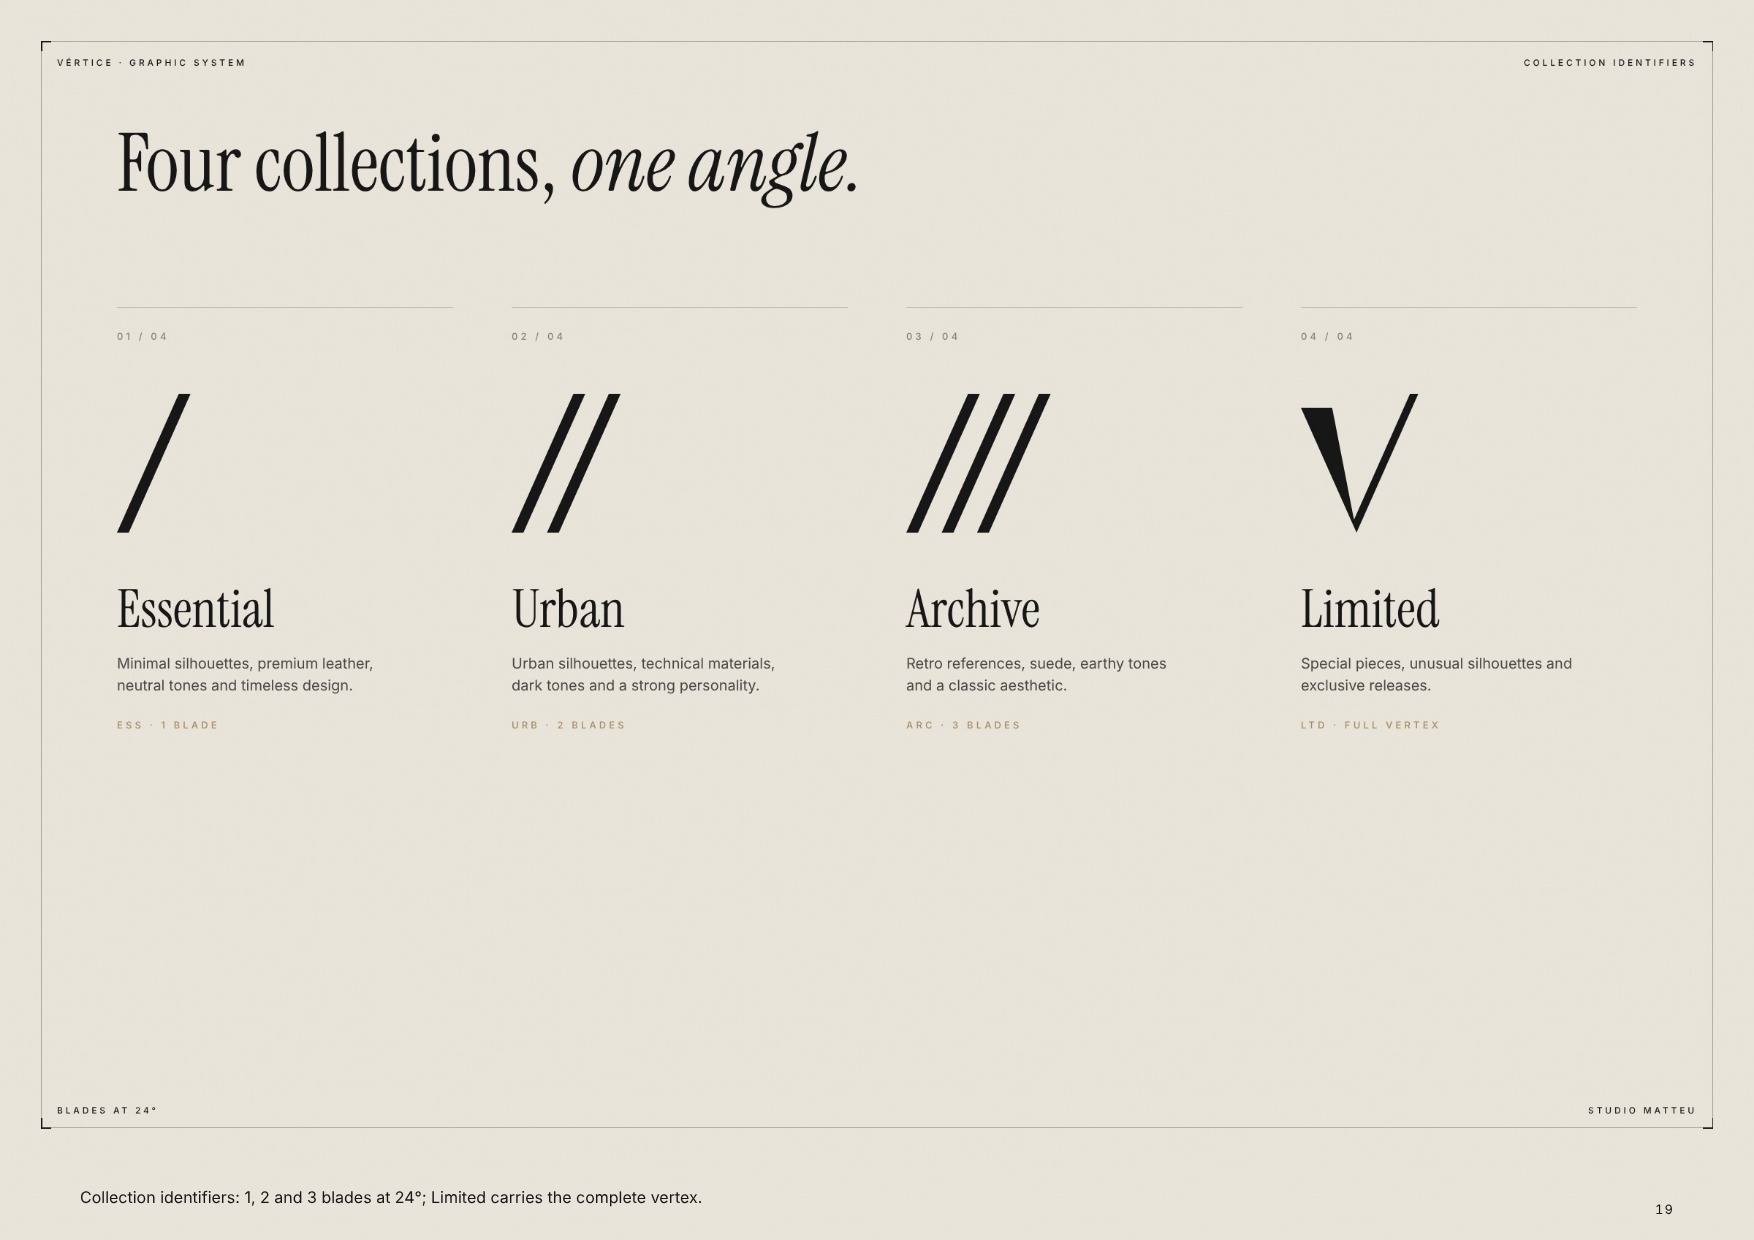 VÉRTICE · GRAPHIC SYSTEM
COLLECTION IDENTIFIERS
Four collections, one angle.
01 / 04
Essential
Minimal silhouettes, premium leather,
neutral tones and timeless design.
ESS · 1 BLADE
02 / 04
Urban
Urban silhouettes, technical materials,
dark tones and a strong personality.
URB · 2 BLADES
03 / 04
Archive
Retro references, suede, earthy tones
and a classic aesthetic.
ARC · 3 BLADES
04 / 04
Limited
Special pieces, unusual silhouettes and
exclusive releases.
LTD · FULL VERTEX
BLADES AT 24°
STUDIO MATTEU
Collection identifiers: 1, 2 and 3 blades at 24°; Limited carries the complete vertex.
19